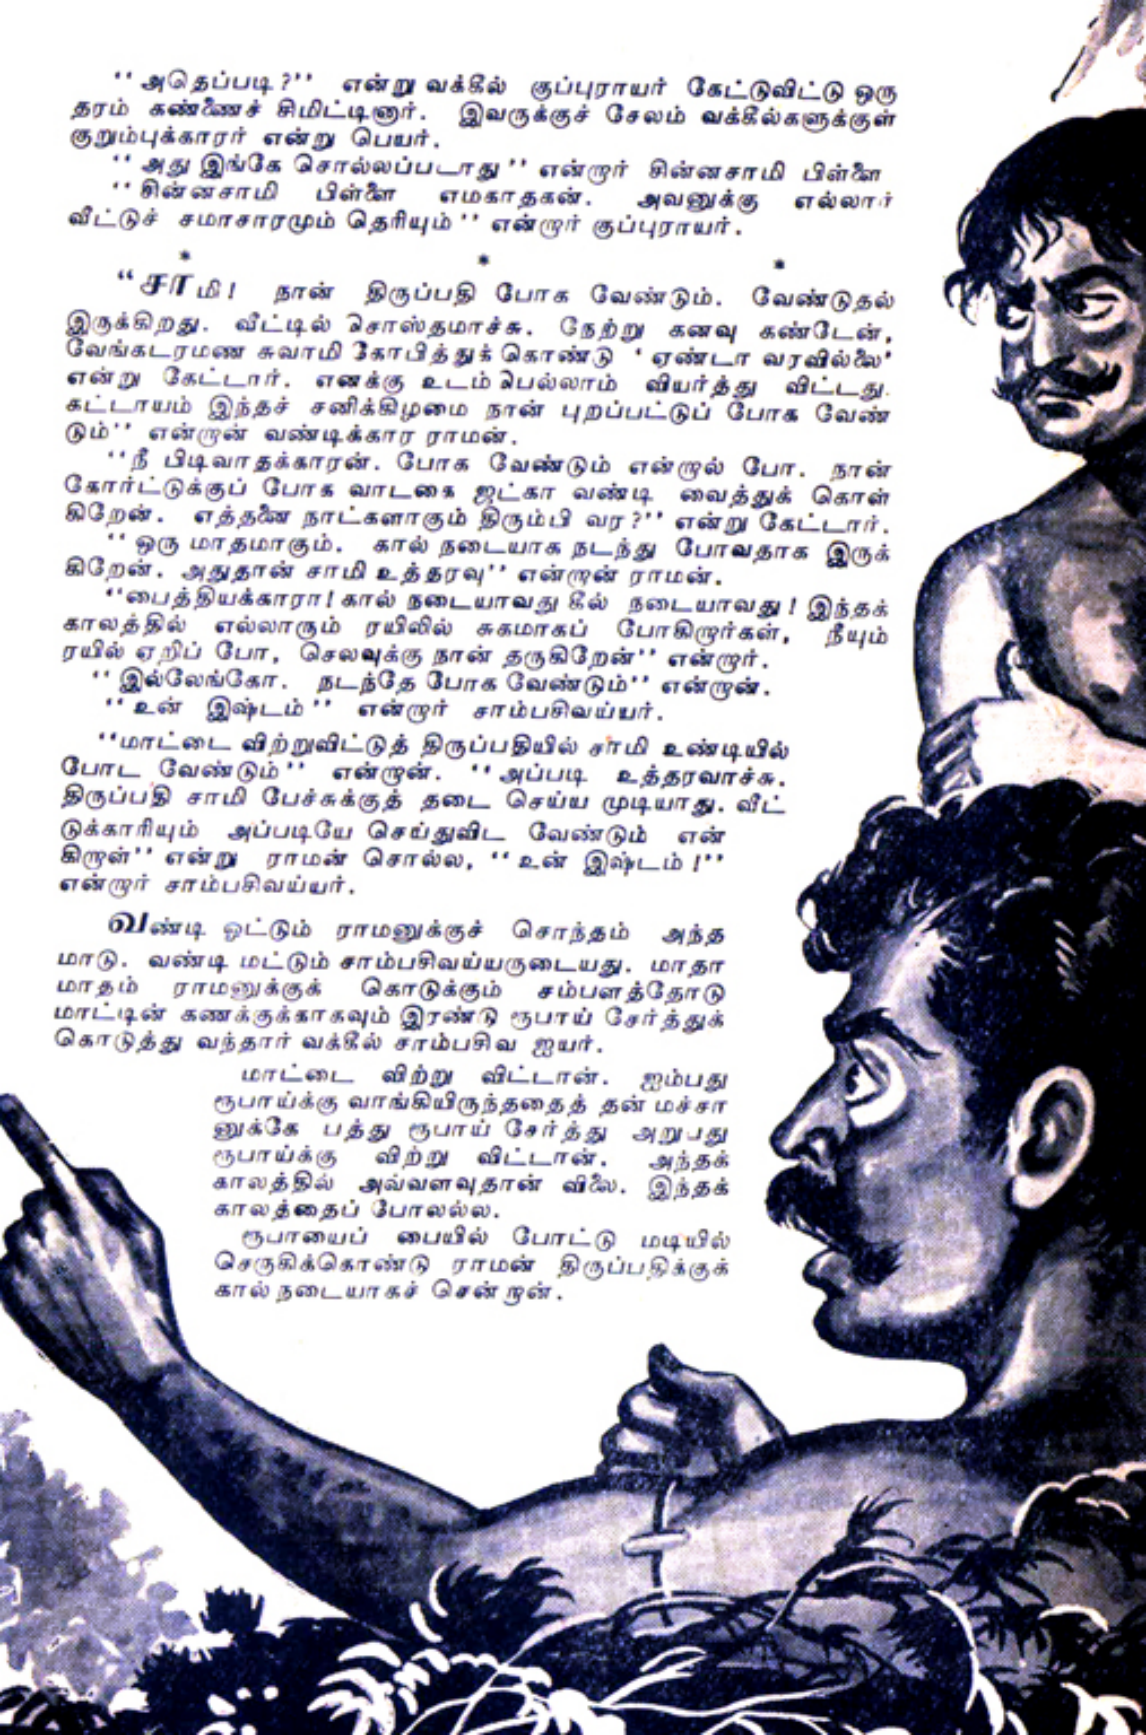 “அதெப்படி?” என்று வக்கீல் குப்புராயர் கேட்டுவிட்டு ஒரு
தரம் கண்ணைச் சிமிட்டினார். இவருக்குச் சேலம் வக்கீல்களுக்குள்
குறும்புக்காரர் என்று பெயர்.
“அது இங்கே சொல்லப்படாது” என்றார் சின்னசாமி பிள்ளை
“சின்னசாமி பிள்ளை எமகாதகன். அவனுக்கு எல்லார்
வீட்டுச் சமாசாரமும் தெரியும்” என்றார் குப்புராயர்.
* * *
“சாமி! நான் திருப்பதி போக வேண்டும். வேண்டுதல்
இருக்கிறது. வீட்டில் சொஸ்தமாச்சு. நேற்று கனவு கண்டேன்,
வேங்கடரமண சுவாமி கோபித்துக் கொண்டு ‘ஏண்டா வரவில்லை’
என்று கேட்டார். எனக்கு உடம்பெல்லாம் வியர்த்து விட்டது.
கட்டாயம் இந்தச் சனிக்கிழமை நான் புறப்பட்டுப் போக வேண்
டும்” என்றான் வண்டிக்கார ராமன்.
“நீ பிடிவாதக்காரன். போக வேண்டும் என்றால் போ. நான்
கோர்ட்டுக்குப் போக வாடகை ஜட்கா வண்டி வைத்துக் கொள்
கிறேன். எத்தனை நாட்களாகும் திரும்பி வர?” என்று கேட்டார்.
“ஒரு மாதமாகும். கால் நடையாக நடந்து போவதாக இருக்
கிறேன். அதுதான் சாமி உத்தரவு” என்றான் ராமன்.
“பைத்தியக்காரா! கால் நடையாவது கீல் நடையாவது! இந்தக்
காலத்தில் எல்லாரும் ரயிலில் சுகமாகப் போகிறார்கள், நீயும்
ரயில் ஏறிப் போ, செலவுக்கு நான் தருகிறேன்” என்றார்.
“இல்லேங்கோ. நடந்தே போக வேண்டும்” என்றான்.
“உன் இஷ்டம்” என்றார் சாம்பசிவய்யர்.
“மாட்டை விற்றுவிட்டுத் திருப்பதியில் சாமி உண்டியில்
போட வேண்டும்” என்றான். “அப்படி உத்தரவாச்சு.
திருப்பதி சாமி பேச்சுக்குத் தடை செய்ய முடியாது. வீட்
டுக்காரியும் அப்படியே செய்துவிட வேண்டும் என்
கிறாள்” என்று ராமன் சொல்ல, “உன் இஷ்டம்!”
என்றார் சாம்பசிவய்யர்.
வண்டி ஓட்டும் ராமனுக்குச் சொந்தம் அந்த
மாடு. வண்டி மட்டும் சாம்பசிவய்யருடையது. மாதா
மாதம் ராமனுக்குக் கொடுக்கும் சம்பளத்தோடு
மாட்டின் கணக்குக்காகவும் இரண்டு ரூபாய் சேர்த்துக்
கொடுத்து வந்தார் வக்கீல் சாம்பசிவ ஐயர்.
மாட்டை விற்று விட்டான். ஐம்பது
ரூபாய்க்கு வாங்கியிருந்ததைத் தன் மச்சா
னுக்கே பத்து ரூபாய் சேர்த்து அறுபது
ரூபாய்க்கு விற்று விட்டான். அந்தக்
காலத்தில் அவ்வளவுதான் விலை. இந்தக்
காலத்தைப் போலல்ல.
ரூபாயைப் பையில் போட்டு மடியில்
செருகிக்கொண்டு ராமன் திருப்பதிக்குக்
கால் நடையாகச் சென்றான்.